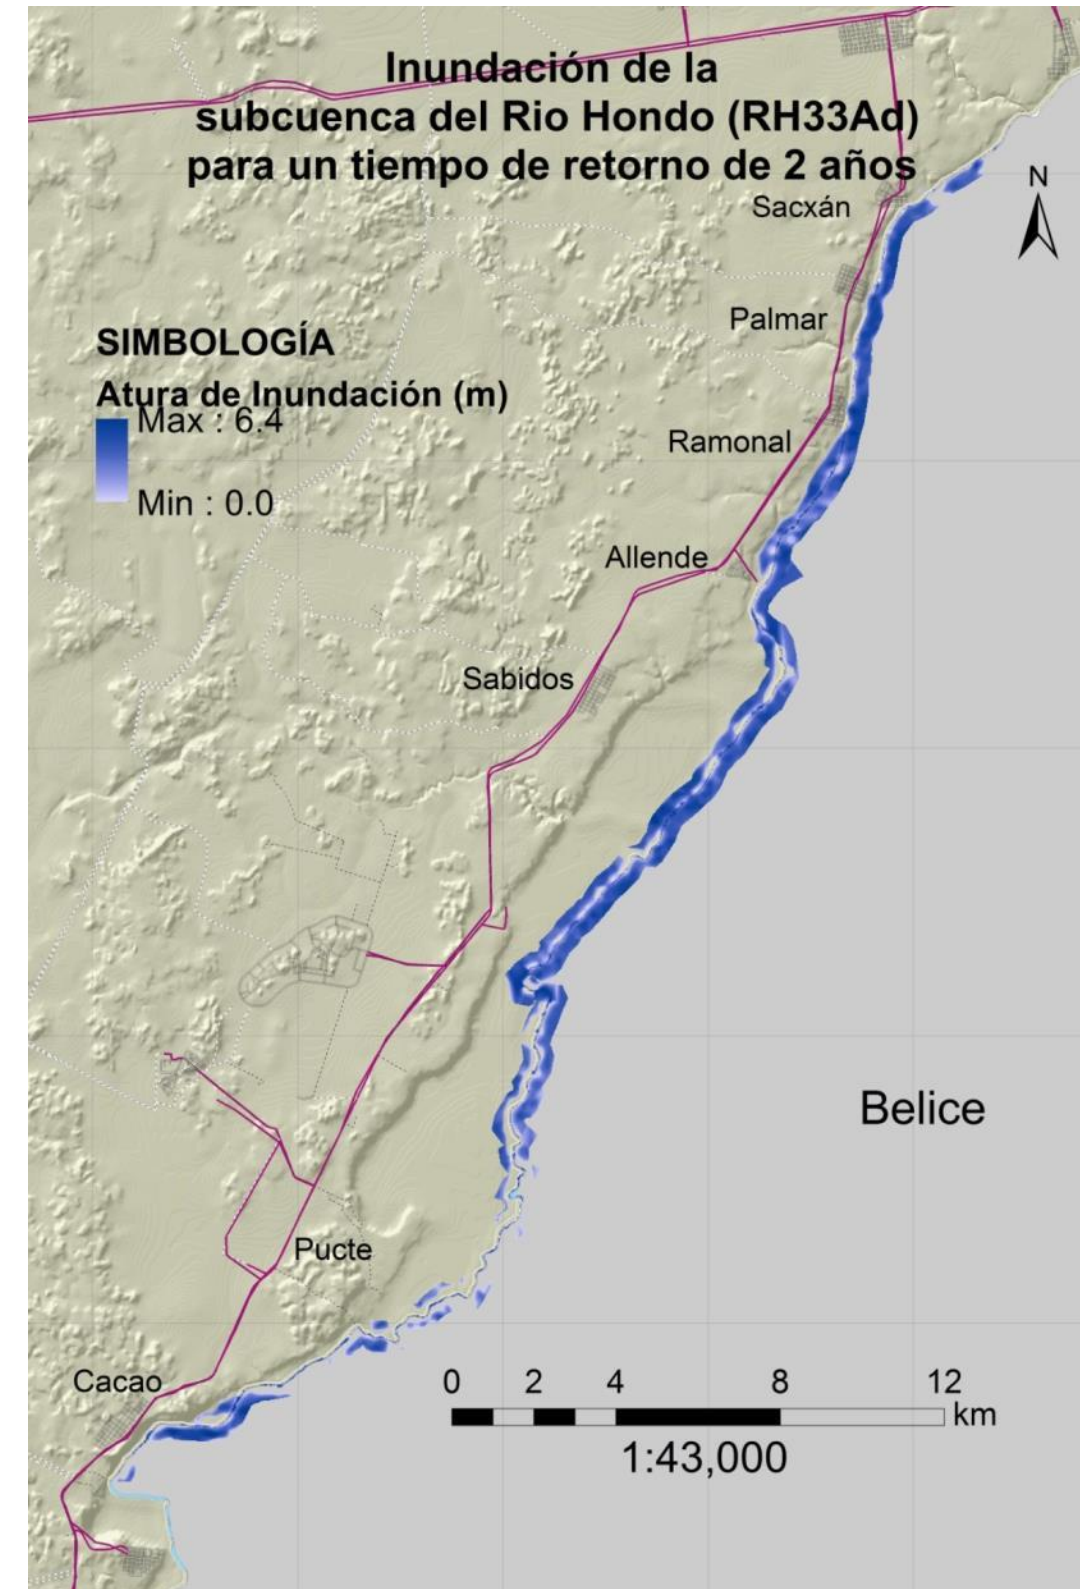 Inundación de la
subcuenca del Rio Hondo (RH33Ad)
para un tiempo de retorno de 2 años
N
Sacxán
Palmar
SIMBOLOGÍA
Atura de Inundación (m)
Max : 6.4
Min : 0.0
Ramonal
Allende
Sabidos
Belice
Pucte
Cacao
0 2 4 8 12
km
1:43,000